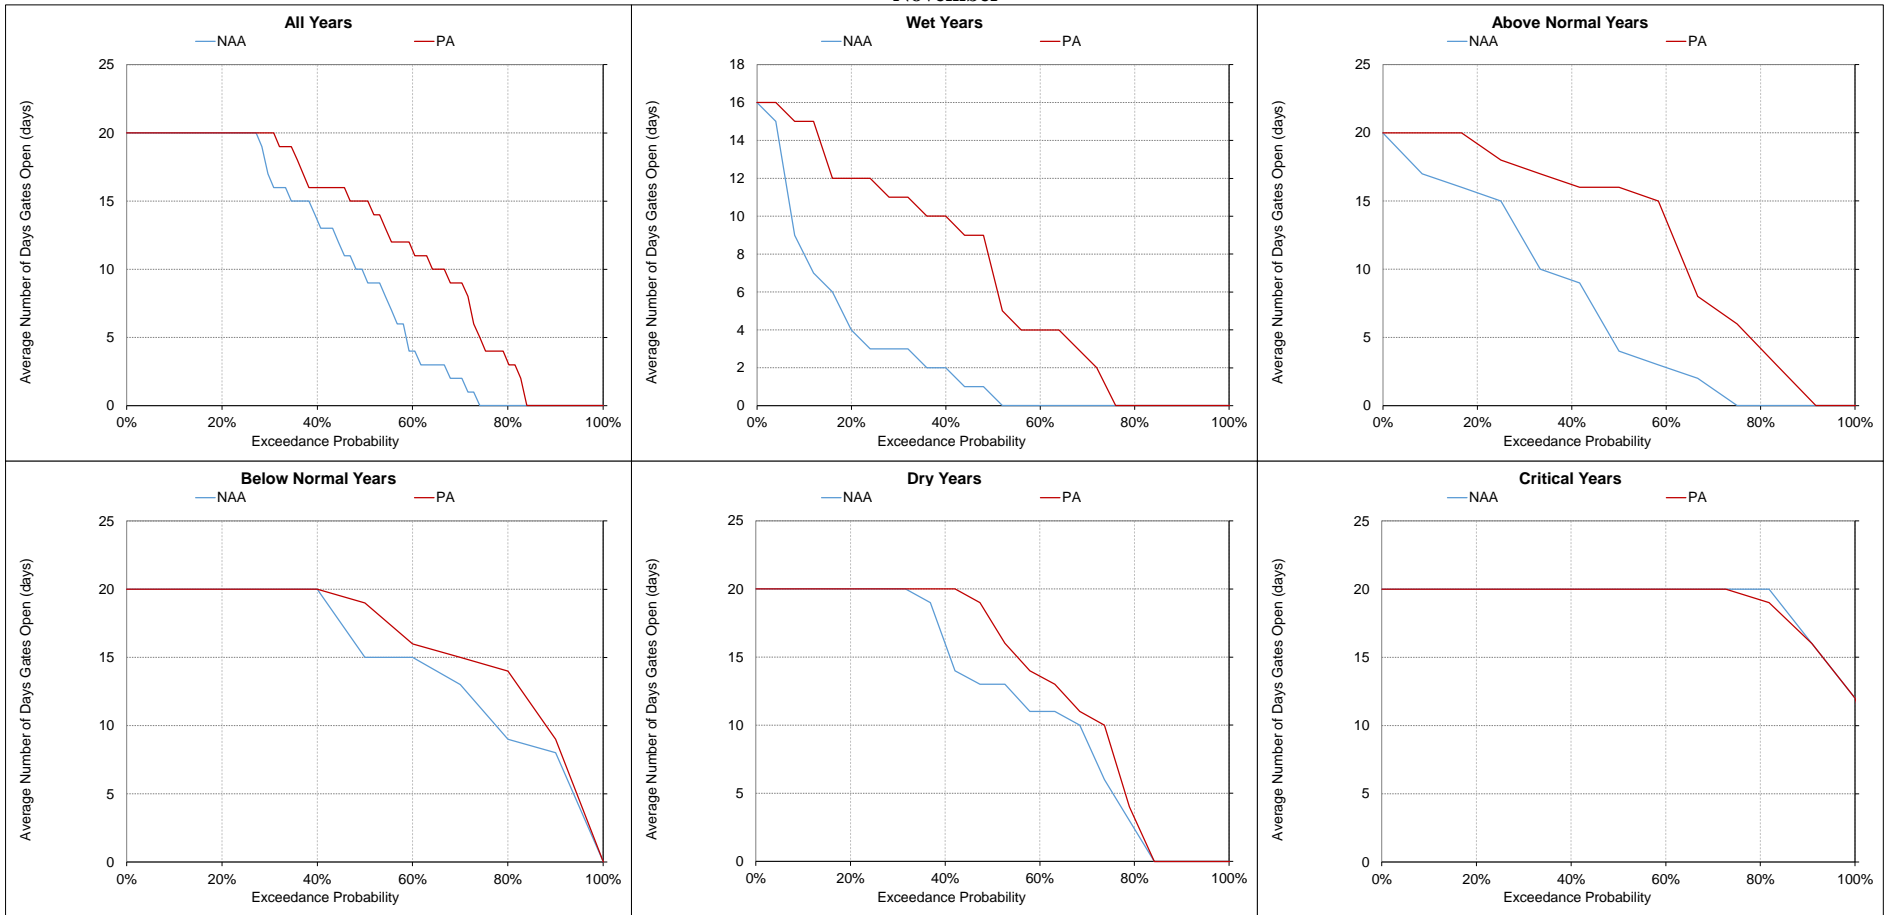 All Years
NAA PA
Average Number of Days Gates Open (days)
25
20
15
10
5
0
0% 20% 40% 60% 80% 100%
Exceedance Probability
Wet Years
NAA PA
Average Number of Days Gates Open (days)
18
16
14
12
10
8
6
4
2
0
0% 20% 40% 60% 80% 100%
Exceedance Probability
Above Normal Years
NAA PA
Average Number of Days Gates Open (days)
25
20
15
10
5
0
0% 20% 40% 60% 80% 100%
Exceedance Probability
Below Normal Years
NAA PA
Average Number of Days Gates Open (days)
25
20
15
10
5
0
0% 20% 40% 60% 80% 100%
Exceedance Probability
Dry Years
NAA PA
Average Number of Days Gates Open (days)
25
20
15
10
5
0
0% 20% 40% 60% 80% 100%
Exceedance Probability
Critical Years
NAA PA
Average Number of Days Gates Open (days)
25
20
15
10
5
0
0% 20% 40% 60% 80% 100%
Exceedance Probability